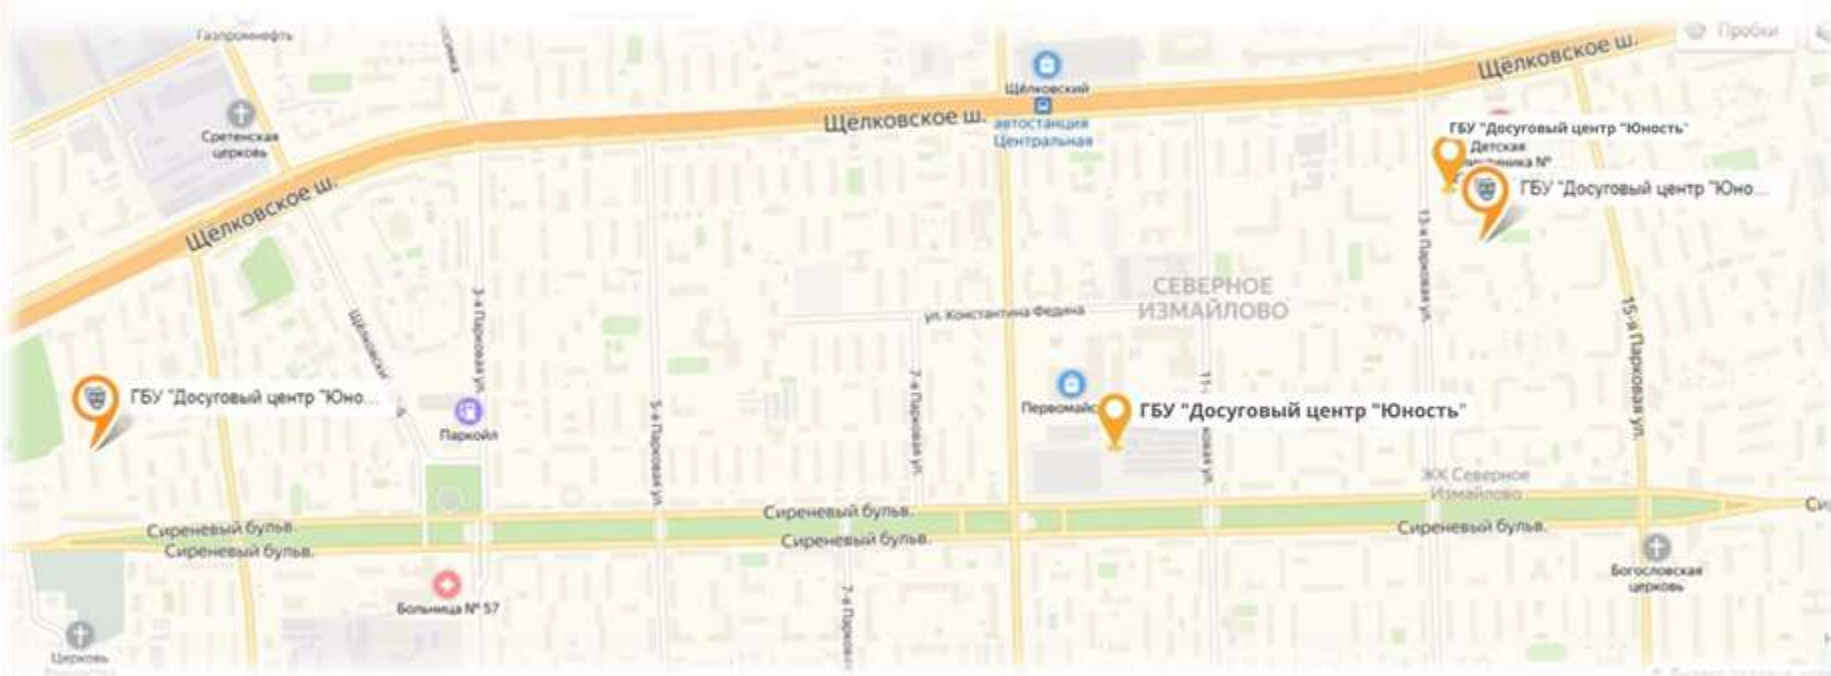 Газпромнефть
Щёлковское ш.
Пробки
Щёлковский
Сретенская
церковь
Щёлковское ш.
автостанция
Центральная
ГБУ "Досуговый центр "Юность"
Детская
Щёлковское ш.
ГБУ "Досуговый центр "Юно...
13-я Парковая ул.
СЕВЕРНОЕ
ИЗМАЙЛОВО
ул. Константина Федина
3-я Парковая ул.
15-я Парковая ул.
ГБУ "Досуговый центр "Юно...
7-я Парковая ул.
5-я Парковая ул.
Паркойл
ГБУ "Досуговый центр "Юность"
ЖК Северное
Измайлово
Сиреневый бульв.
Сиреневый бульв.
Сиреневый бульв.
Сиреневый бульв.
Сиреневый бульв.
Богословская
церковь
Больница № 57
Церковь